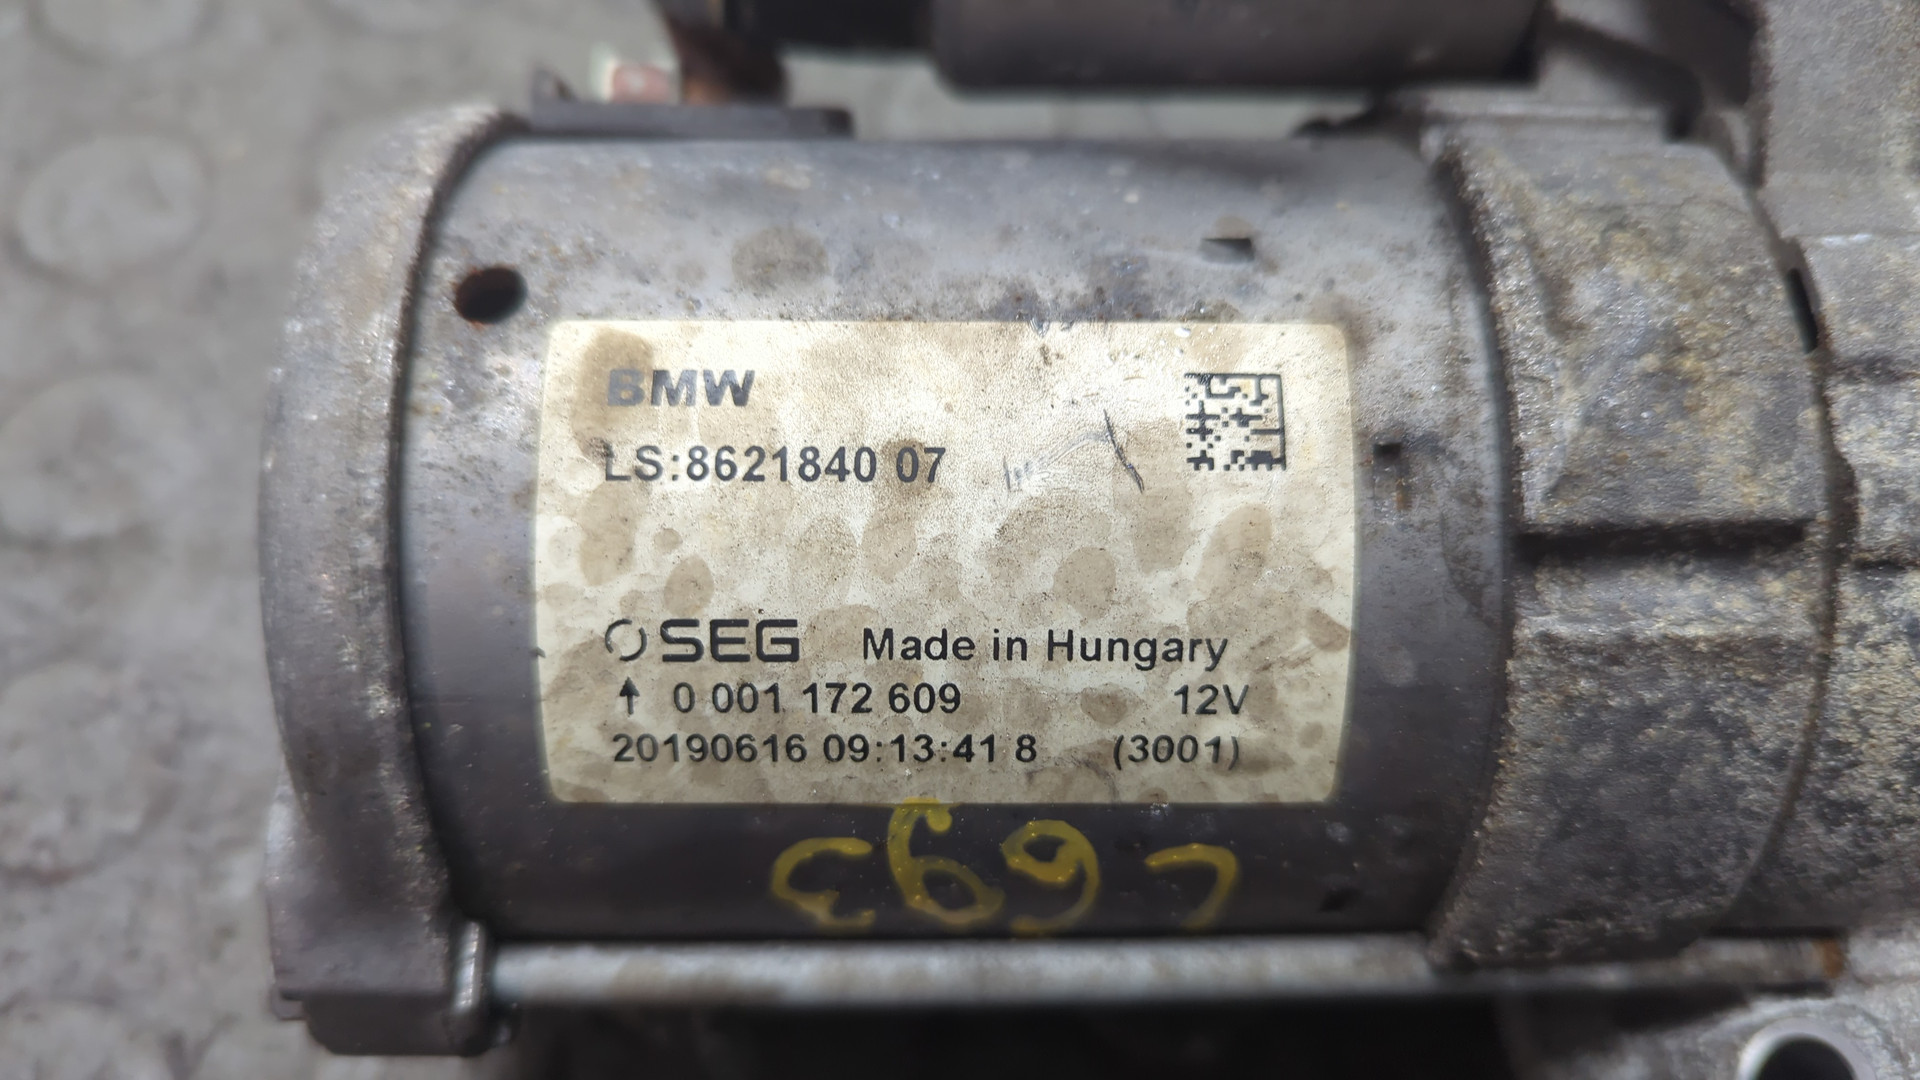 BMW
LS:8621840 07
SEG Made in Hungary
↑ 0 001 172 609 12V
20190616 09:13:41 8 (3001)
L693